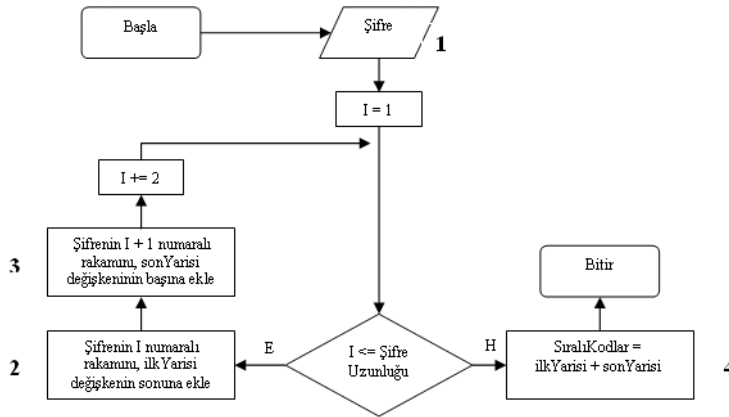 Başla
Şifre
1
I = 1
I += 2
3
Şifrenin I + 1 numaralı
rakamını, sonYarisi
değişkeninin başına ekle
Bitir
2
Şifrenin I numaralı
rakamını, ilkYarisi
değişkenin sonuna ekle
E
I <= Şifre
Uzunluğu
H
SıralıKodlar =
ilkYarisi + sonYarisi
4